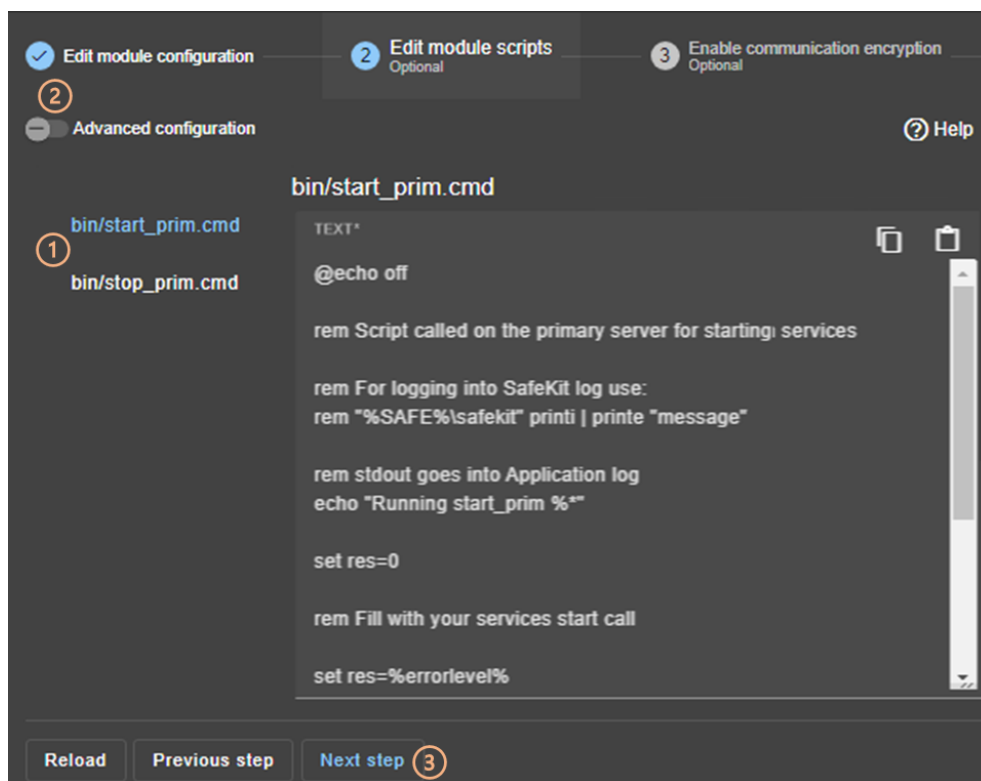 Edit module configuration
2
Edit module scripts
Optional
3
Enable communication encryption
Optional
2
Advanced configuration
? Help
bin/start_prim.cmd
bin/start_prim.cmd
1
bin/stop_prim.cmd
TEXT*
@echo off
rem Script called on the primary server for starting services
rem For logging into SafeKit log use:
rem "%SAFE%\safekit" printi | printe "message"
rem stdout goes into Application log
echo "Running start_prim %*"
set res=0
rem Fill with your services start call
set res=%errorlevel%
Reload
Previous step
Next step
3